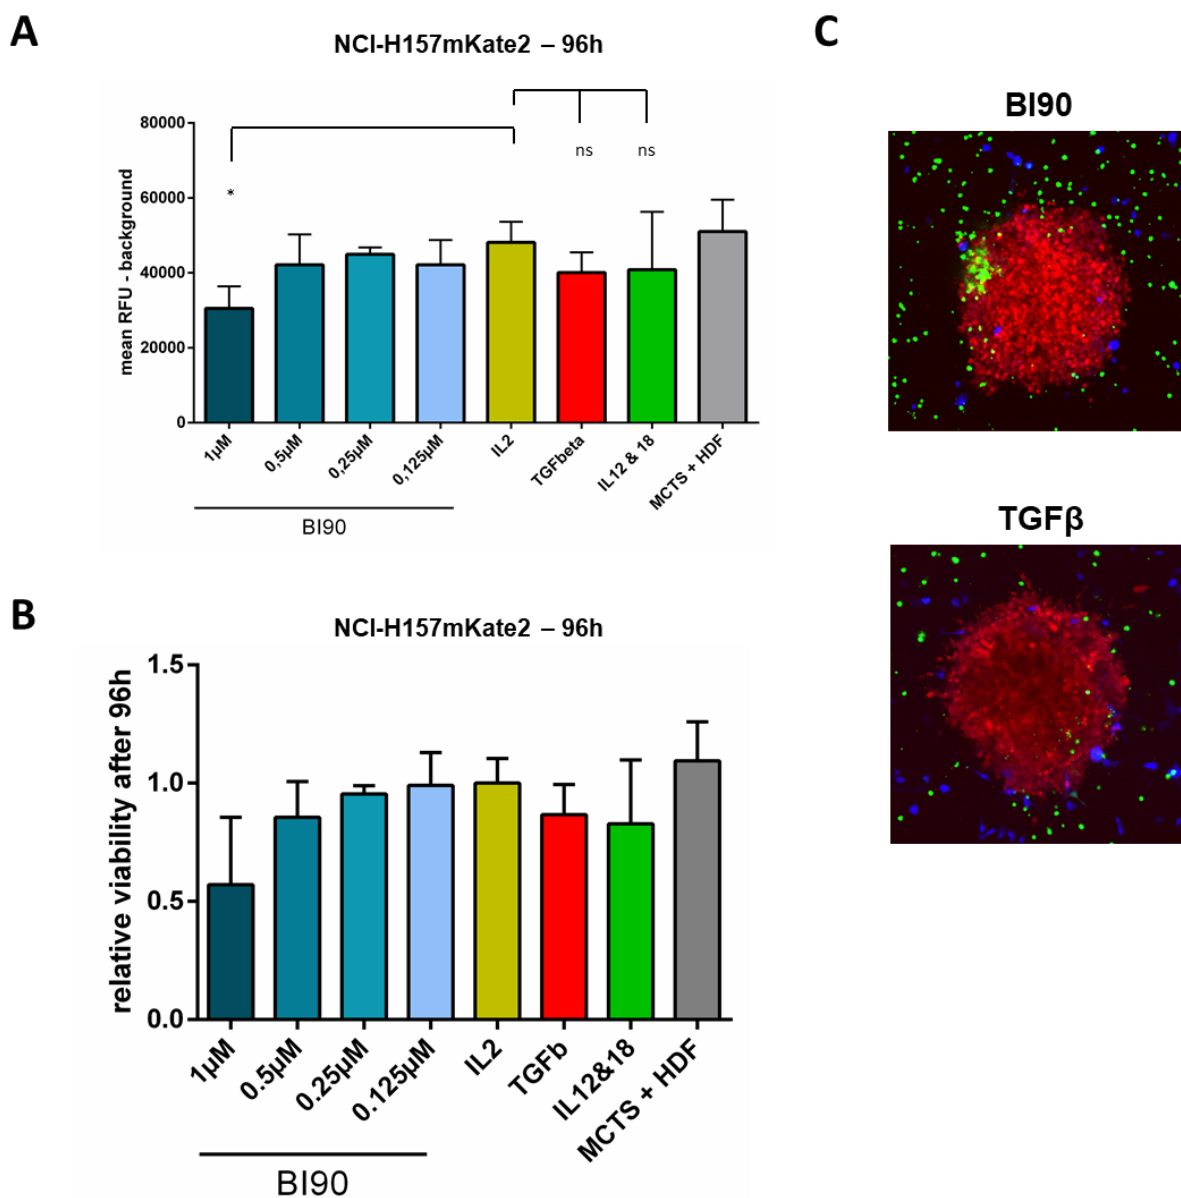 A
NCI-H157mKate2 – 96h
mean RFU - background
80000
60000
40000
20000
0
*
ns
ns
1µM
0,5µM
0,25µM
0,125µM
IL2
TGFbeta
IL12 & 18
MCTS + HDF
BI90
B
NCI-H157mKate2 – 96h
relative viability after 96h
1.5
1.0
0.5
0.0
1µM
0.5µM
0.25µM
0.125µM
IL2
TGFb
IL12&18
MCTS + HDF
BI90
C
BI90
TGFβ